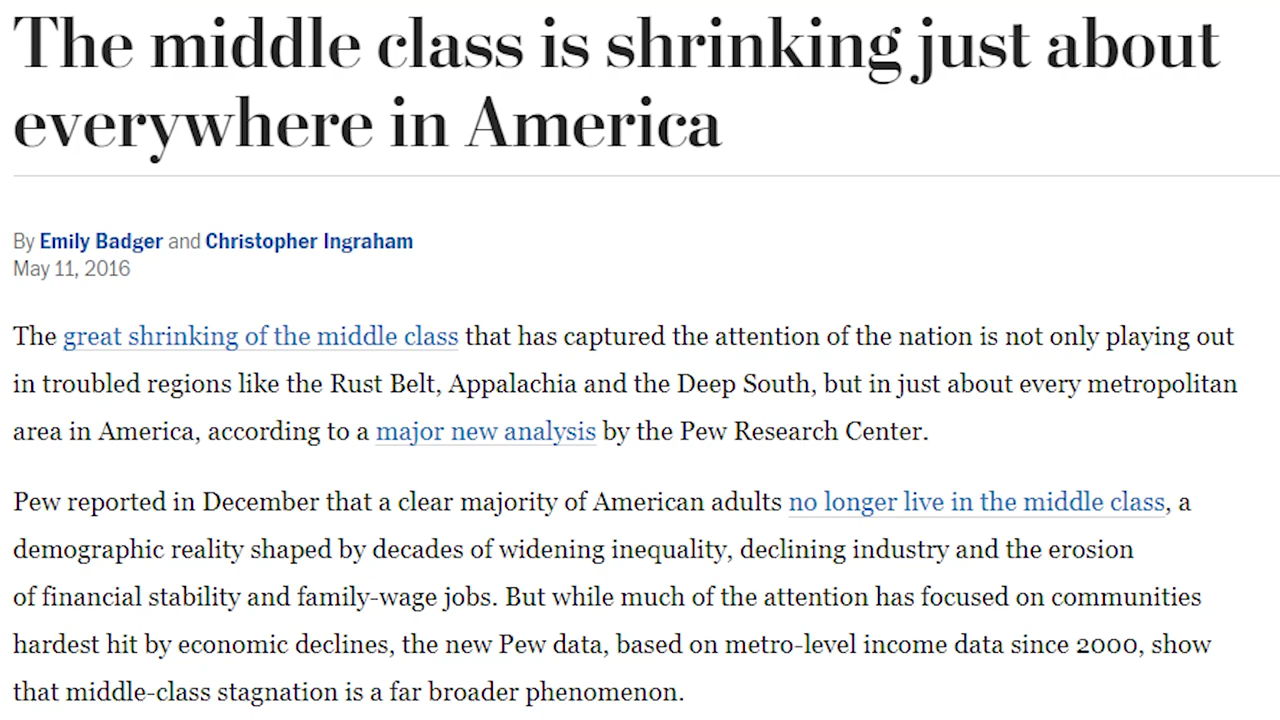 The middle class is shrinking just about
everywhere in America
By Emily Badger and Christopher Ingraham
May 11, 2016
The great shrinking of the middle class that has captured the attention of the nation is not only playing out
in troubled regions like the Rust Belt, Appalachia and the Deep South, but in just about every metropolitan
area in America, according to a major new analysis by the Pew Research Center.
Pew reported in December that a clear majority of American adults no longer live in the middle class, a
demographic reality shaped by decades of widening inequality, declining industry and the erosion
of financial stability and family-wage jobs. But while much of the attention has focused on communities
hardest hit by economic declines, the new Pew data, based on metro-level income data since 2000, show
that middle-class stagnation is a far broader phenomenon.